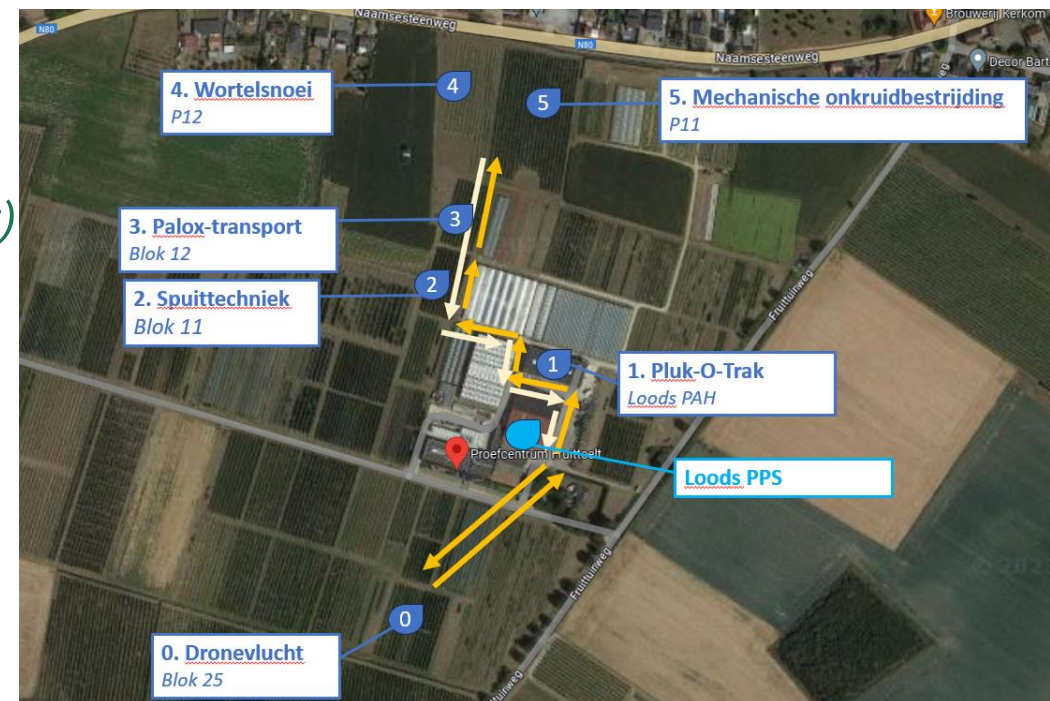 N80
Naamsesteenweg
N80
Naamsesteenweg
Brouwerij Kerkom
Decor Bart
4. Wortelsnoei
P12
4
5
5. Mechanische onkruidbestrijding
P11
3. Palox-transport
Blok 12
3
2. Spuittechniek
Blok 11
2
Fruittuinweg
1
1. Pluk-O-Trak
Loods PAH
Proefcentrum Fruitteelt
Loods PPS
Fruittuinweg
0
0. Dronevlucht
Blok 25
)